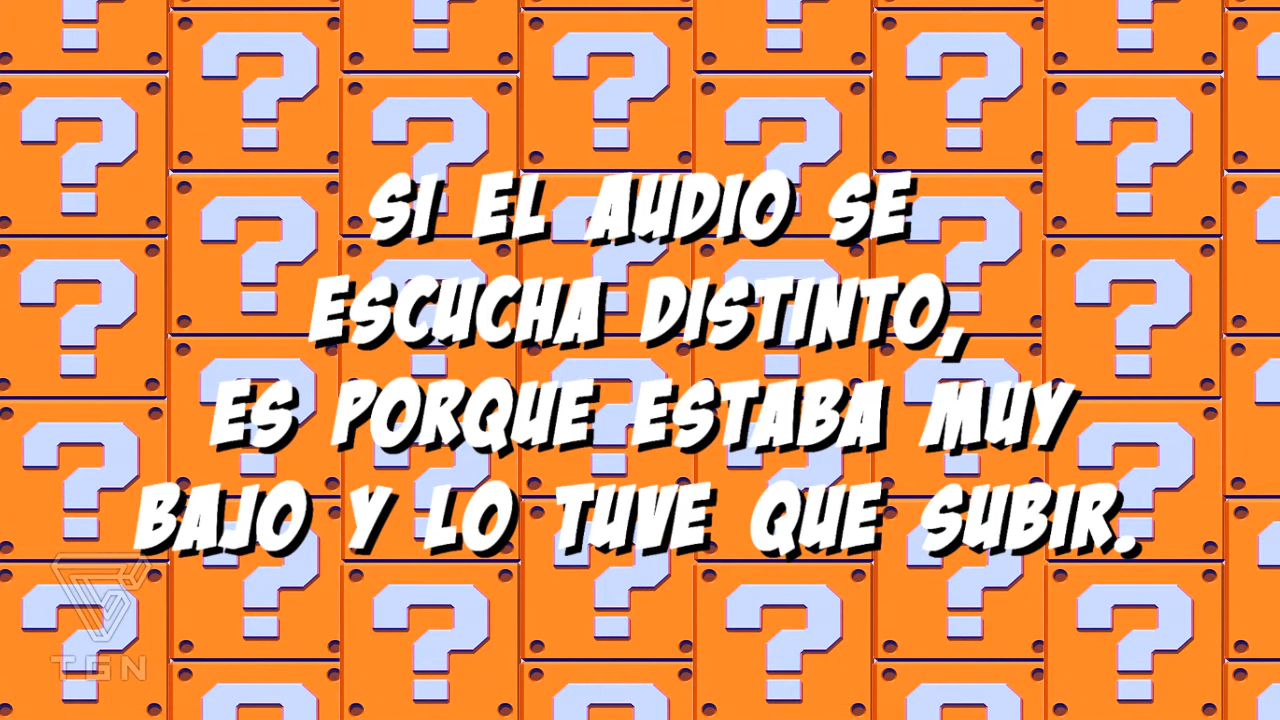 SI EL AUDIO SE
ESCUCHA DISTINTO,
ES PORQUE ESTABA MUY
BAJO Y LO TUVE QUE SUBIR.
TGN